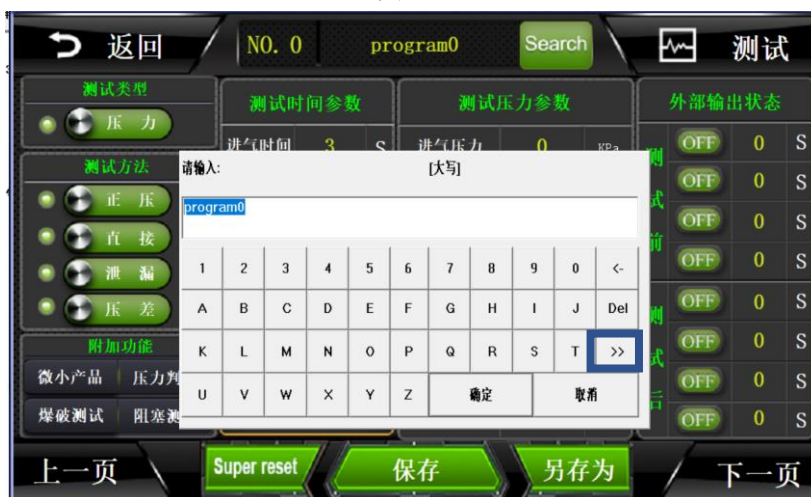 返回 NO. 0 program0 Search 测试
测试类型
压 力
测试方法
正 压
直 接
泄 漏
压 差
附加功能
微小产品 压力判
爆破测试 阻塞测
测试时间参数
进气时间 3 S
测试压力参数
进气压力 0 KPa
外部输出状态
测试前
OFF 0 S
OFF 0 S
OFF 0 S
OFF 0 S
测试后
OFF 0 S
OFF 0 S
OFF 0 S
OFF 0 S
请输入: [大写]
program0
1 2 3 4 5 6 7 8 9 0 <-
A B C D E F G H I J Del
K L M N O P Q R S T >>
U V W X Y Z 确定 取消
上一页 Super reset 保存 另存为 下一页